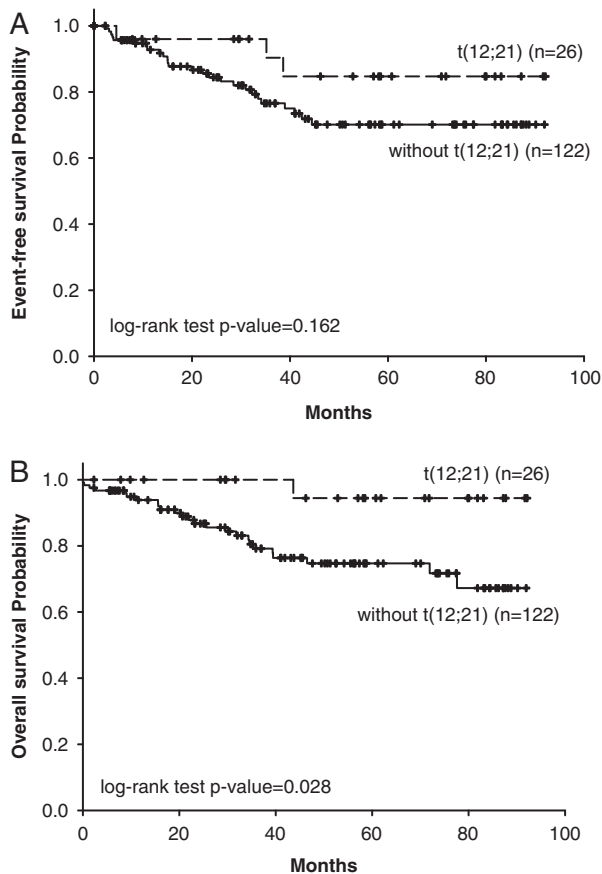 A
Event-free survival Probability
1.0
0.8
0.6
0.4
0.2
0.0
t(12;21) (n=26)
without t(12;21) (n=122)
log-rank test p-value=0.162
0 20 40 60 80 100
Months
B
Overall survival Probability
1.0
0.8
0.6
0.4
0.2
0.0
t(12;21) (n=26)
without t(12;21) (n=122)
log-rank test p-value=0.028
0 20 40 60 80 100
Months